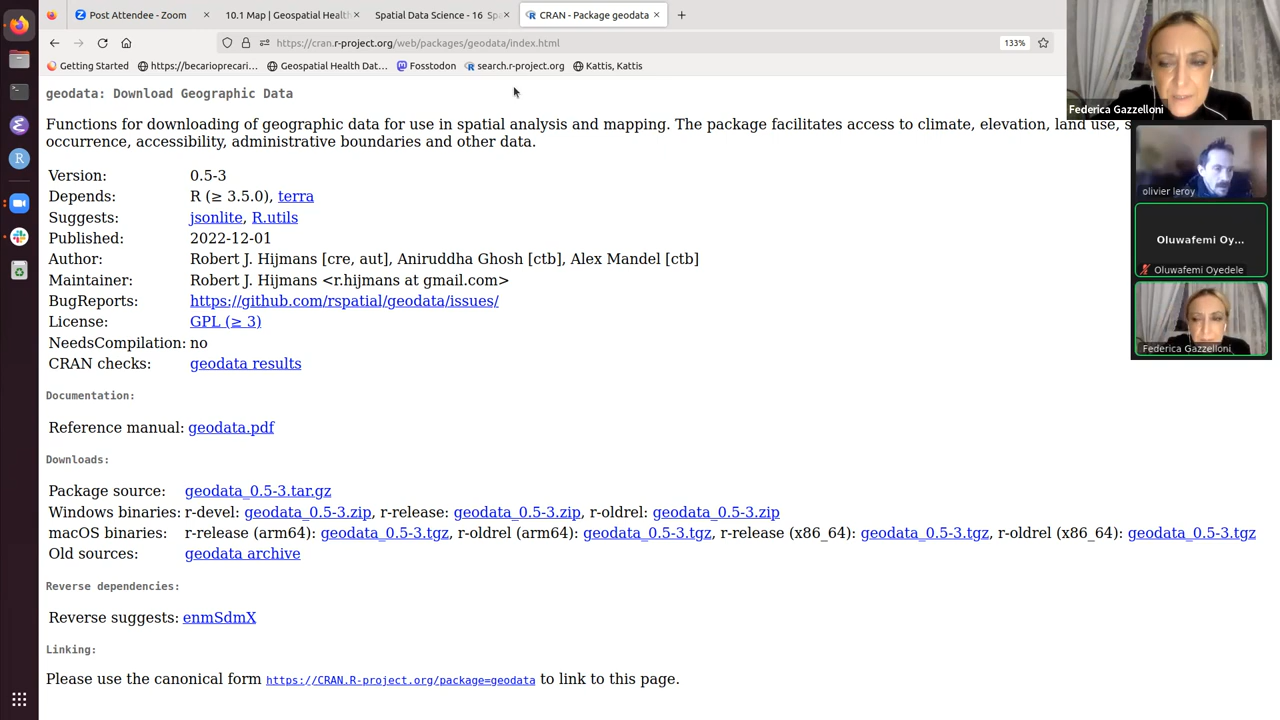 Post Attendee - Zoom
10.1 Map | Geospatial Healt
Spatial Data Science - 16 Sp
CRAN - Package geodata
https://cran.r-project.org/web/packages/geodata/index.html
133%
Getting Started
https://becarioprecari...
Geospatial Health Dat...
Fosstodon
search.r-project.org
Kattis, Kattis
geodata: Download Geographic Data
Functions for downloading of geographic data for use in spatial analysis and mapping. The package facilitates access to climate, elevation, land use, s
occurrence, accessibility, administrative boundaries and other data.
Version: 0.5-3
Depends: R (≥ 3.5.0), terra
Suggests: jsonlite, R.utils
Published: 2022-12-01
Author: Robert J. Hijmans [cre, aut], Aniruddha Ghosh [ctb], Alex Mandel [ctb]
Maintainer: Robert J. Hijmans <r.hijmans at gmail.com>
BugReports: https://github.com/rspatial/geodata/issues/
License: GPL (≥ 3)
NeedsCompilation: no
CRAN checks: geodata results
Documentation:
Reference manual: geodata.pdf
Downloads:
Package source: geodata_0.5-3.tar.gz
Windows binaries: r-devel: geodata_0.5-3.zip, r-release: geodata_0.5-3.zip, r-oldrel: geodata_0.5-3.zip
macOS binaries: r-release (arm64): geodata_0.5-3.tgz, r-oldrel (arm64): geodata_0.5-3.tgz, r-release (x86_64): geodata_0.5-3.tgz, r-oldrel (x86_64): geodata_0.5-3.tgz
Old sources: geodata archive
Reverse dependencies:
Reverse suggests: enmSdmX
Linking:
Please use the canonical form https://CRAN.R-project.org/package=geodata to link to this page.
Federica Gazzelloni
olivier leroy
Oluwafemi Oy...
Oluwafemi Oyedele
Federica Gazzelloni